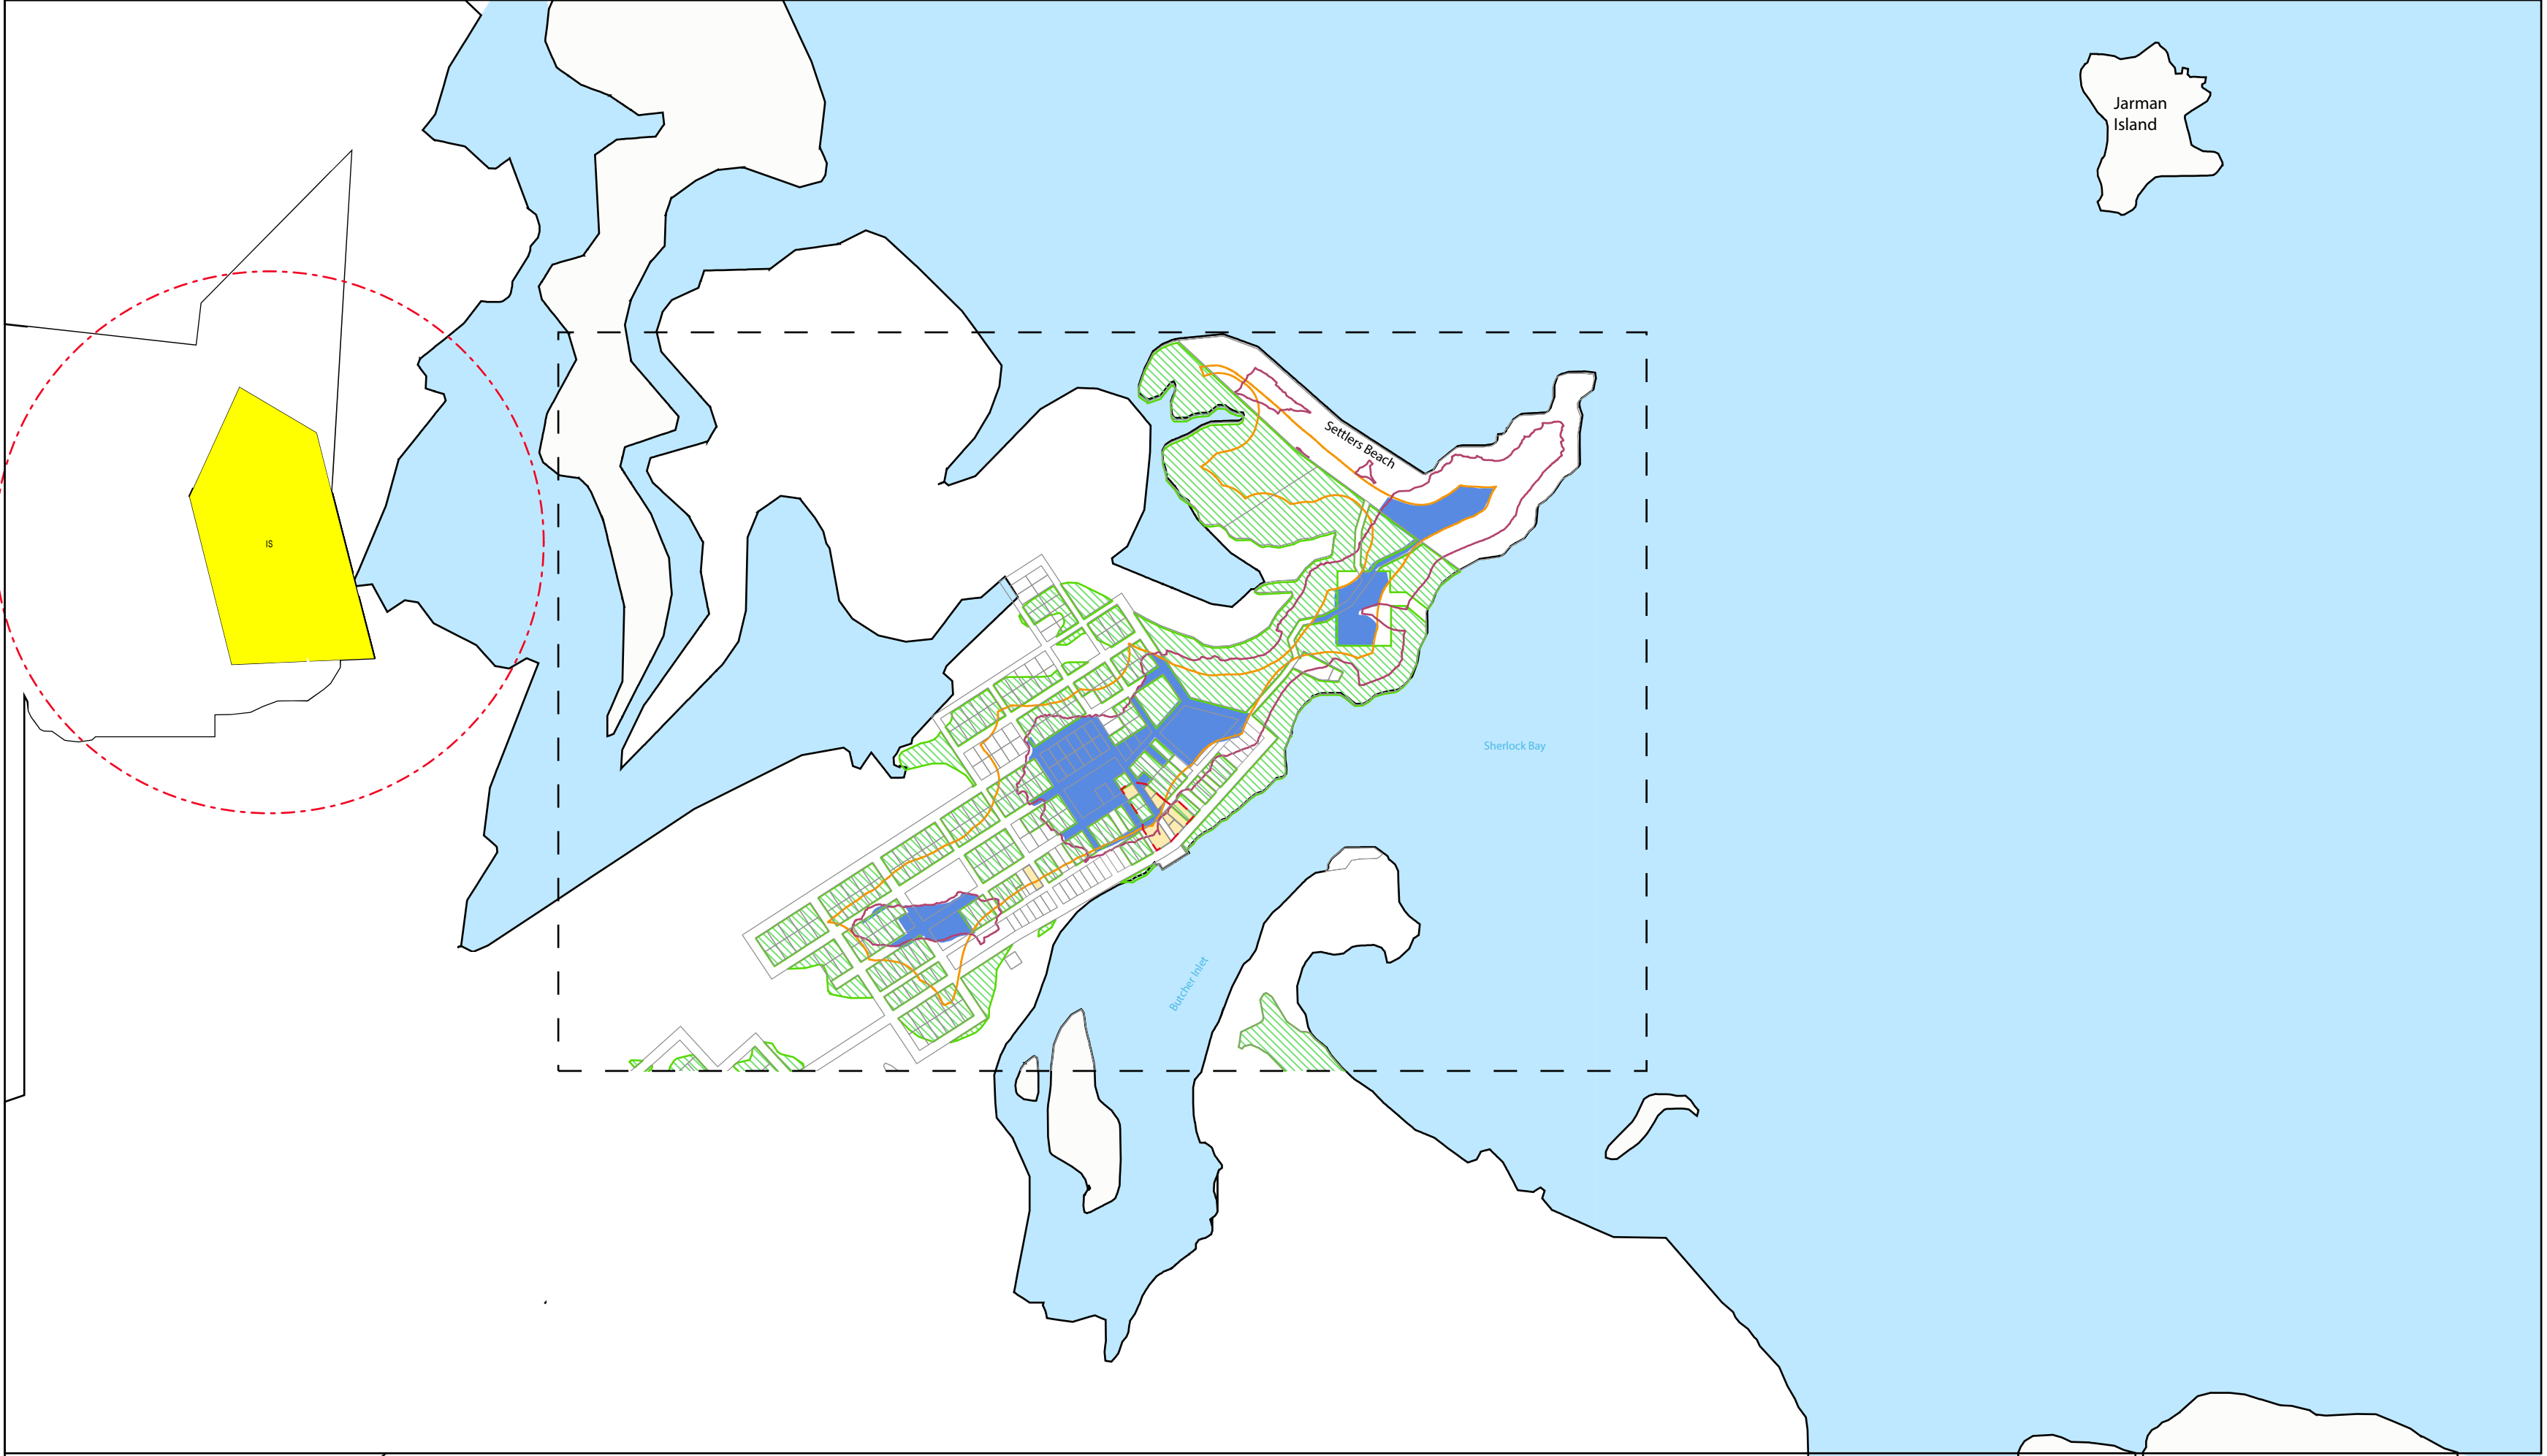 Jarman
Island
Settlers Beach
IS
Sherlock Bay
Butcher Inlet